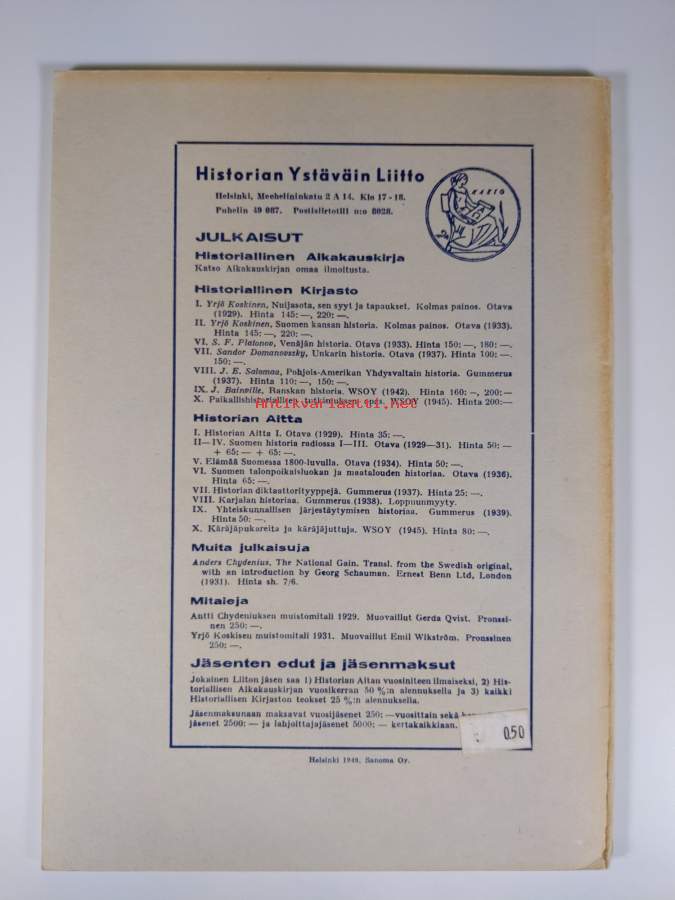 Historian Ystäväin Liitto
Helsinki, Mechelininkatu 2 A 14. Klo 17-18.
Puhelin 49 087. Postisiirtotili n:o 8028.
JULKAISUT
Historiallinen Aikakauskirja
Katso Aikakauskirjan omaa ilmoitusta.
Historiallinen Kirjasto
I. Yrjö Koskinen, Nuijasota, sen syyt ja tapaukset. Kolmas painos. Otava
(1929). Hinta 145: —, 220: —.
II. Yrjö Koskinen, Suomen kansan historia. Kolmas painos. Otava (1933).
Hinta 145: —, 220: —.
VI. S. F. Platonov, Venäjän historia. Otava (1933). Hinta 150: —, 180: —.
VII. Sandor Domanovszky, Unkarin historia. Otava (1937). Hinta 100: —.
150: —.
VIII. J. E. Salomaa, Pohjois-Amerikan Yhdysvaltain historia. Gummerus
(1937). Hinta 110: —, 150: —.
IX. J. Bainville, Ranskan historia. WSOY (1942). Hinta 160: —, 200: —
X. Paikallishistoriallisen tutkimuksen opas. WSOY (1945). Hinta 200: —
Antikvariaatti.net
Historian Aitta
I. Historian Aitta I. Otava (1929). Hinta 35: —.
II—IV. Suomen historia radiossa I—III. Otava (1929—31). Hinta 50: —
+ 65: — + 65: —.
V. Elämää Suomessa 1800-luvulla. Otava (1934). Hinta 50: —.
VI. Suomen talonpoikaisluokan ja maatalouden historiaa. Otava (1936).
Hinta 65: —.
VII. Historian diktaattorityyppejä. Gummerus (1937). Hinta 25: —.
VIII. Karjalan historiaa. Gummerus (1938). Loppuunmyyty.
IX. Yhteiskunnallisen järjestäytymisen historiaa. Gummerus (1939).
Hinta 50: —.
X. Käräjäpukareita ja käräjäjuttuja. WSOY (1945). Hinta 80: —.
Muita julkaisuja
Anders Chydenius, The National Gain. Transl. from the Swedish original,
with an introduction by Georg Schauman. Ernest Benn Ltd, London
(1931). Hinta sh. 7/6.
Mitaleja
Antti Chydeniuksen muistomitali 1929. Muovaillut Gerda Qvist. Pronssi-
nen 250: —.
Yrjö Koskisen muistomitali 1931. Muovaillut Emil Wikström. Pronssinen
250: —.
Jäsenten edut ja jäsenmaksut
Jokainen Liiton jäsen saa 1) Historian Aitan vuosiniteen ilmaiseksi, 2) His-
toriallisen Aikakauskirjan vuosikerran 50 %:n alennuksella ja 3) kaikki
Historiallisen Kirjaston teokset 25 %:n alennuksella.
Jäsenmaksunaan maksavat vuosijäsenet 250: — vuosittain sekä
jäsenet 2500: — ja lahjoittajajäsenet 5000: — kertakaikkiaan.
050
Helsinki 1948. Sanoma Oy.